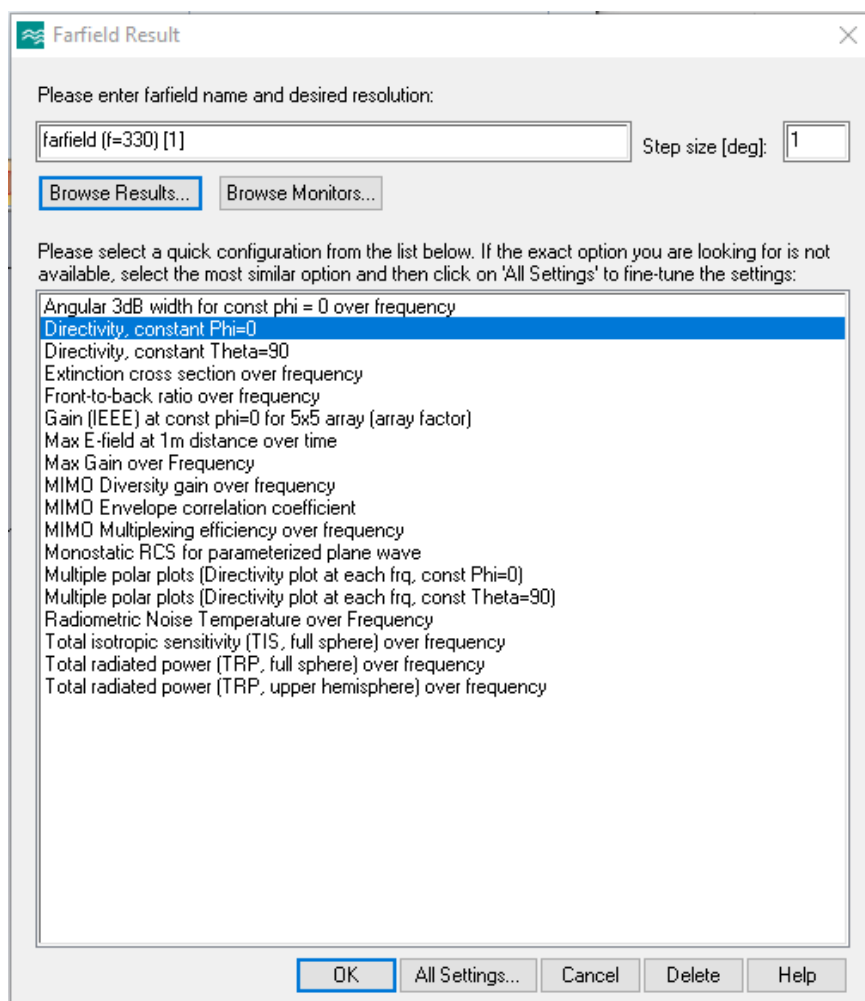 Farfield Result
Please enter farfield name and desired resolution:
farfield (f=330) [1]
Step size [deg]:
1
Browse Results...
Browse Monitors...
Please select a quick configuration from the list below. If the exact option you are looking for is not
available, select the most similar option and then click on 'All Settings' to fine-tune the settings:
Angular 3dB width for const phi = 0 over frequency
Directivity, constant Phi=0
Directivity, constant Theta=90
Extinction cross section over frequency
Front-to-back ratio over frequency
Gain (IEEE) at const phi=0 for 5x5 array (array factor)
Max E-field at 1m distance over time
Max Gain over Frequency
MIMO Diversity gain over frequency
MIMO Envelope correlation coefficient
MIMO Multiplexing efficiency over frequency
Monostatic RCS for parameterized plane wave
Multiple polar plots (Directivity plot at each frq, const Phi=0)
Multiple polar plots (Directivity plot at each frq, const Theta=90)
Radiometric Noise Temperature over Frequency
Total isotropic sensitivity (TIS, full sphere) over frequency
Total radiated power (TRP, full sphere) over frequency
Total radiated power (TRP, upper hemisphere) over frequency
OK
All Settings...
Cancel
Delete
Help